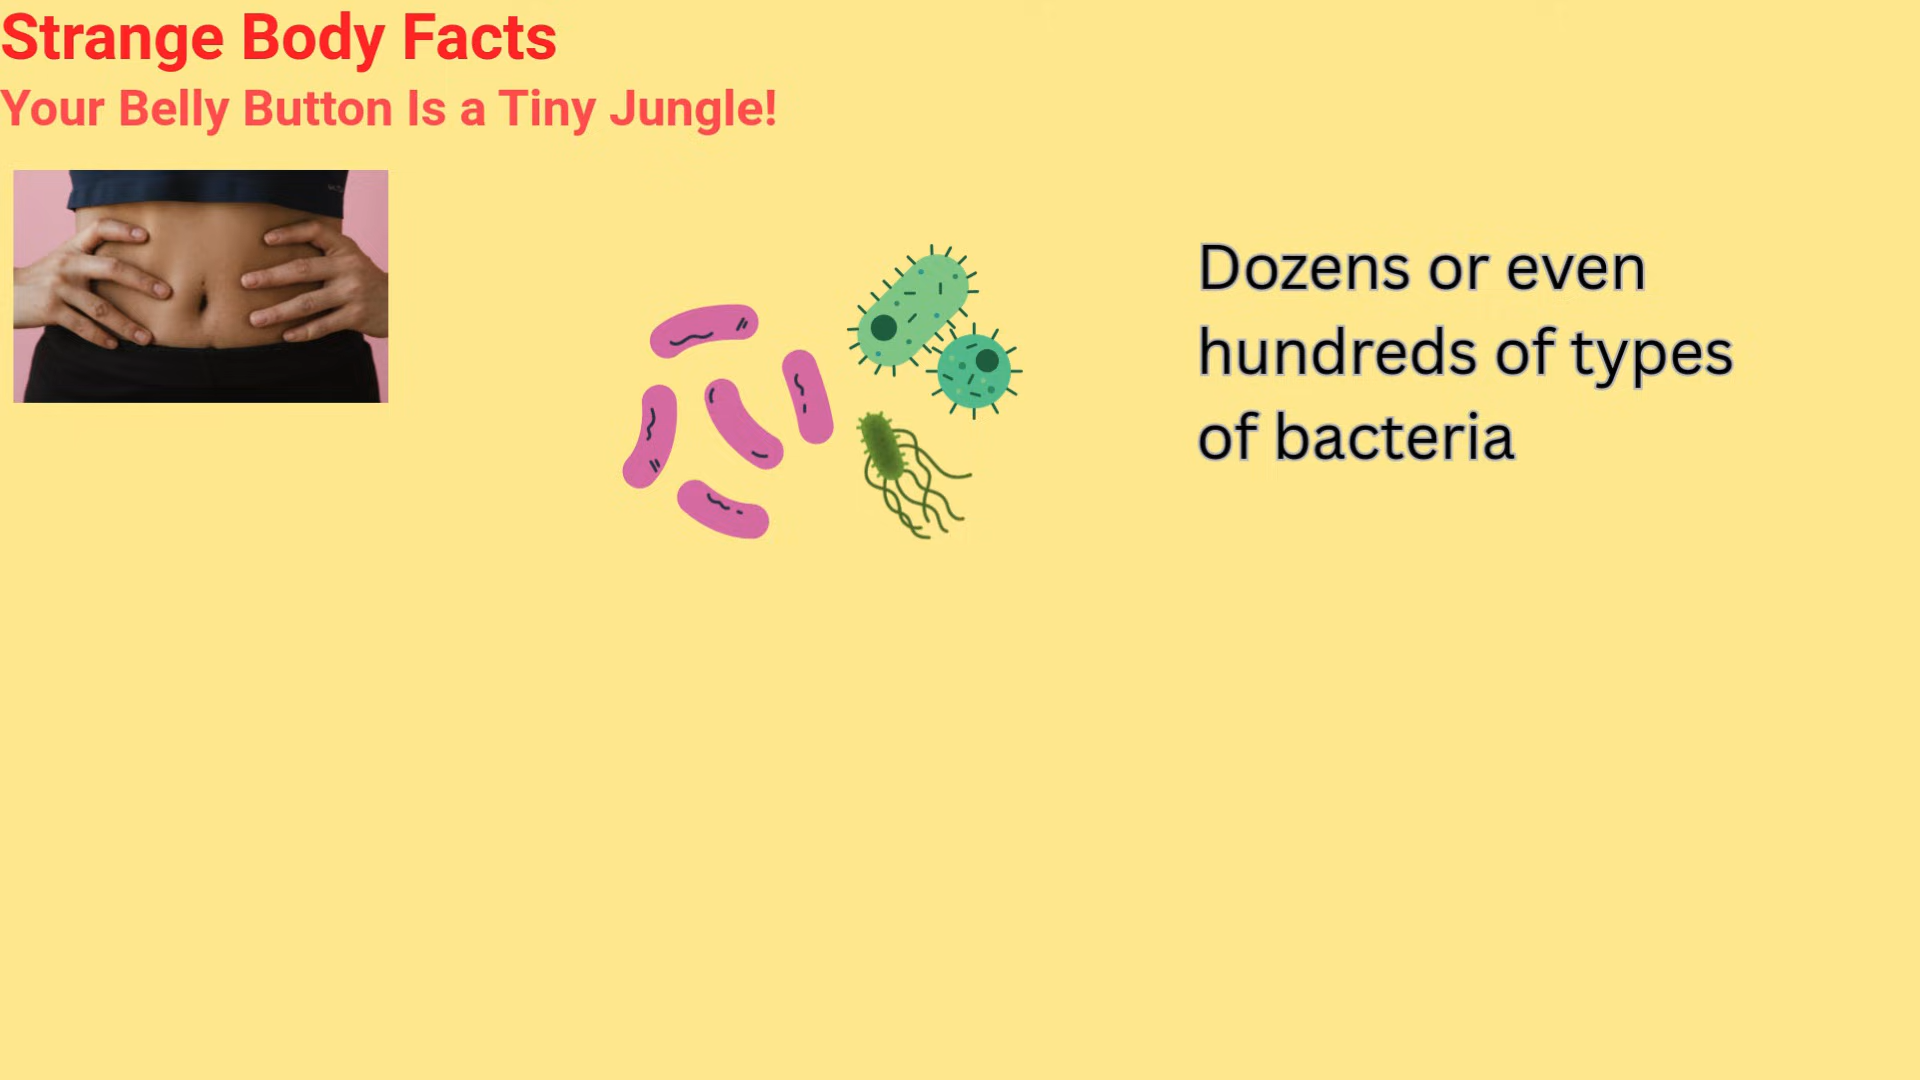 Strange Body Facts
Your Belly Button Is a Tiny Jungle!
Dozens or even
hundreds of types
of bacteria